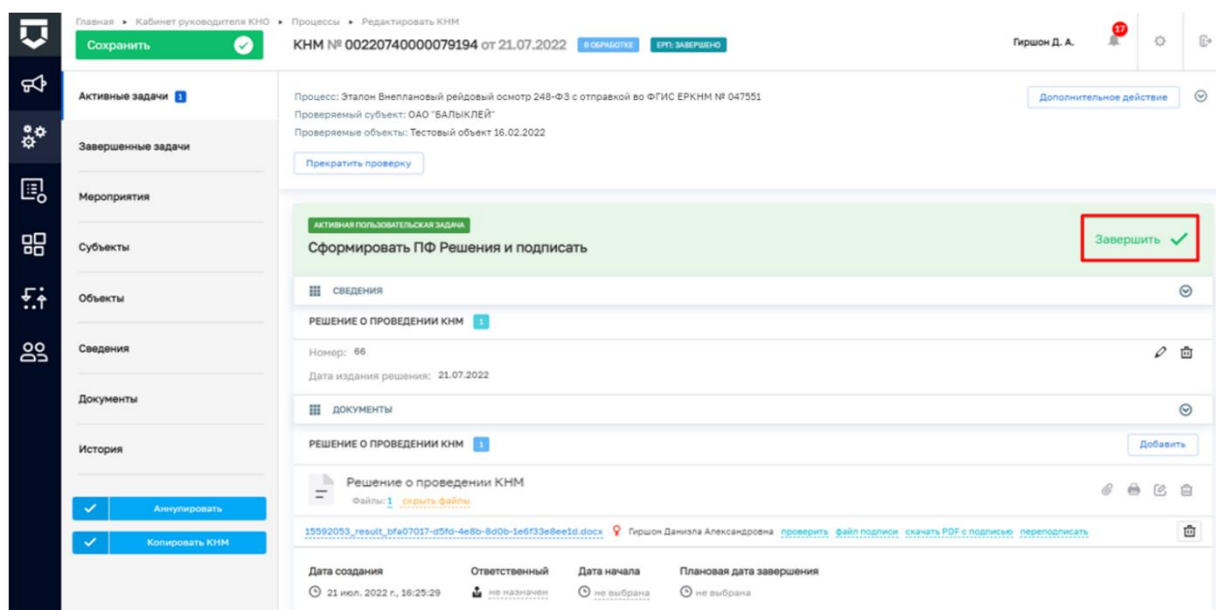 Главная ▸ Кабинет руководителя КНО ▸ Процессы ▸ Редактировать КНМ
Сохранить
КНМ № 00220740000079194 от 21.07.2022 В ОБРАБОТКЕ ЕРП: ЗАВЕРШЕНО
Гиршон Д. А.
17
Активные задачи 1
Завершенные задачи
Мероприятия
Субъекты
Объекты
Сведения
Документы
История
Аннулировать
Копировать КНМ
Процесс: Эталон Внеплановый рейдовый осмотр 248-ФЗ с отправкой во ФГИС ЕРКНМ № 047551
Дополнительное действие
Проверяемый субъект: ОАО "БАЛЫКЛЕЙ"
Проверяемые объекты: Тестовый объект 16.02.2022
Прекратить проверку
АКТИВНАЯ ПОЛЬЗОВАТЕЛЬСКАЯ ЗАДАЧА
Сформировать ПФ Решения и подписать
Завершить
СВЕДЕНИЯ
РЕШЕНИЕ О ПРОВЕДЕНИИ КНМ 1
Номер: 66
Дата издания решения: 21.07.2022
ДОКУМЕНТЫ
РЕШЕНИЕ О ПРОВЕДЕНИИ КНМ 1
Добавить
Решение о проведении КНМ
Файлы: 1 скрыть файлы
15592053_result_bfa07017-d5fd-4e8b-8d0b-1e6f33e8ee1d.docx Гиршон Даниэла Александровна проверить файл подписи скачать PDF с подписью переподписать
Дата создания Ответственный Дата начала Плановая дата завершения
21 июл. 2022 г., 16:25:29 не назначен не выбрана не выбрана